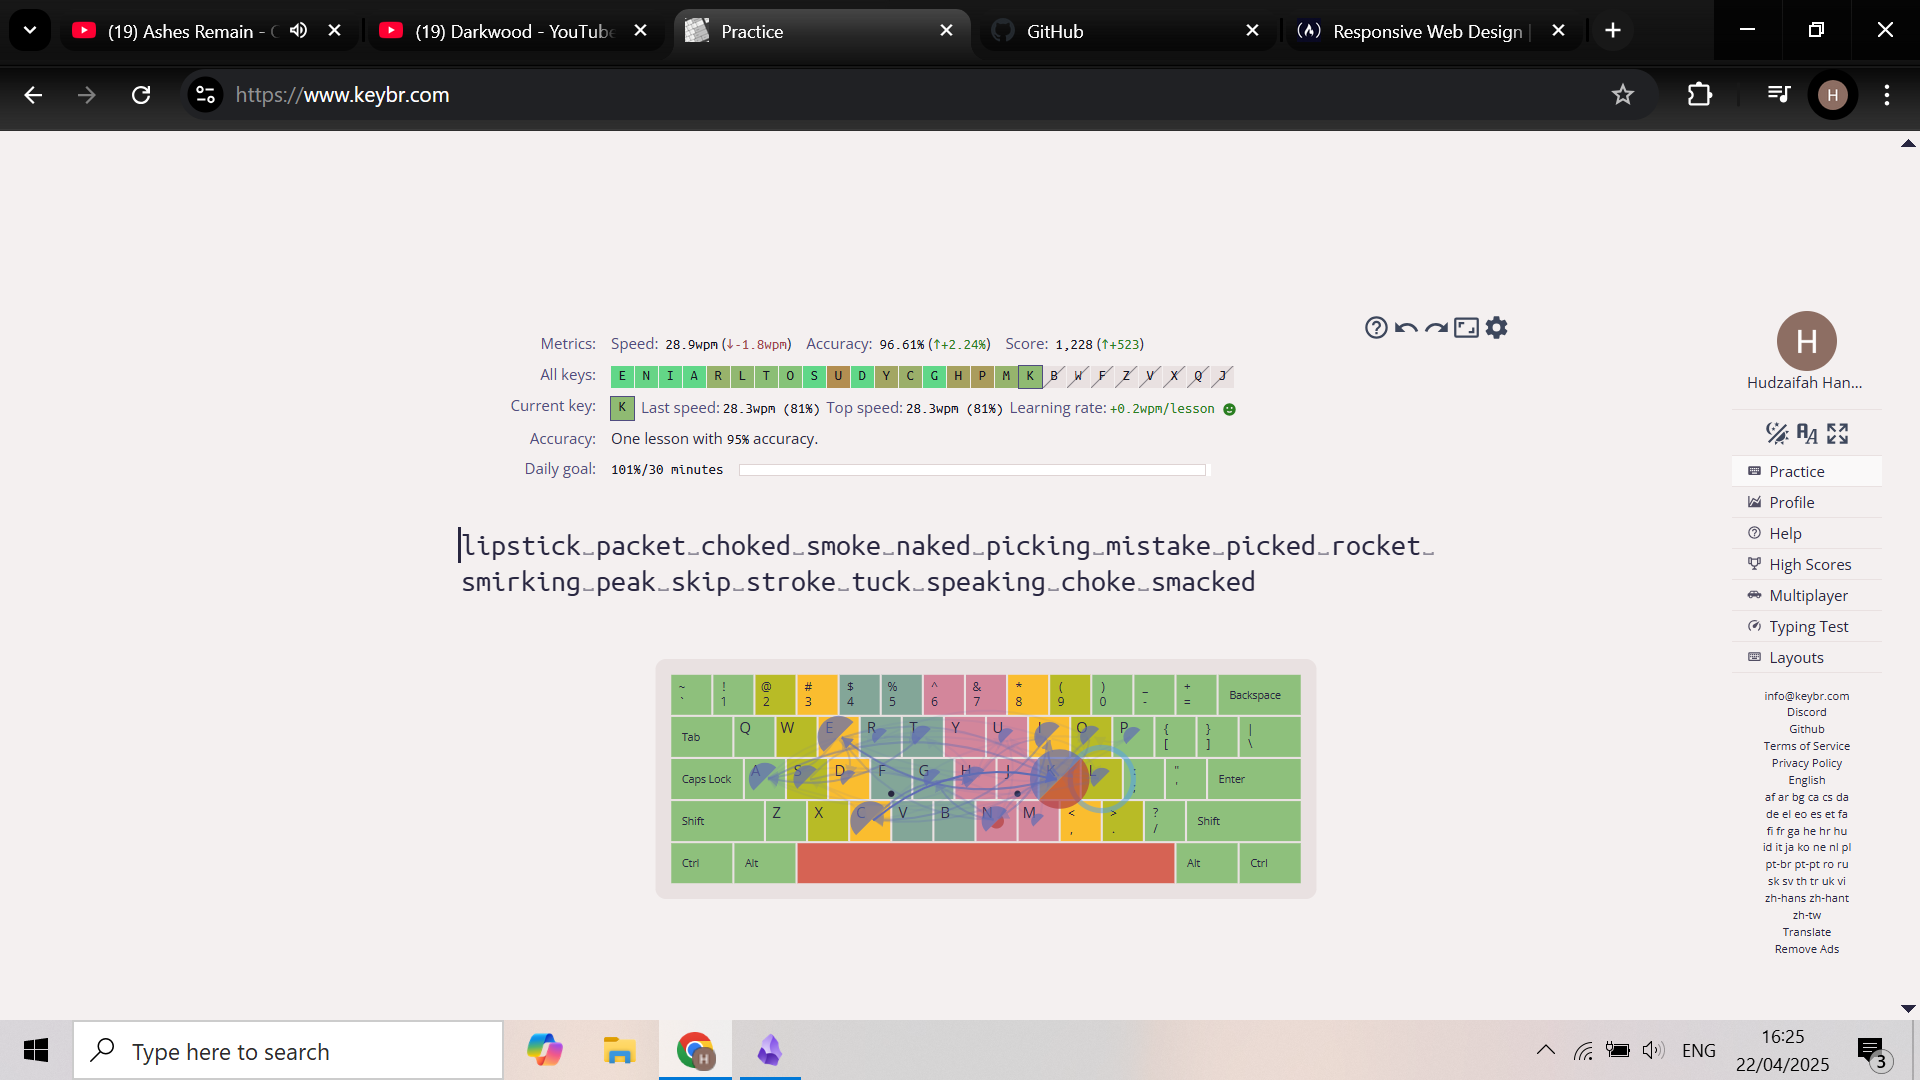 (19) Ashes Remain - 
(19) Darkwood - YouTube
Practice
GitHub
Responsive Web Design |
https://www.keybr.com
H
Metrics: Speed: 28.9wpm (↓-1.8wpm) Accuracy: 96.61% (↑+2.24%) Score: 1,228 (↑+523)
All keys: E N I A R L T O S U D Y C G H P M K B W F Z V X Q J
Current key: K Last speed: 28.3wpm (81%) Top speed: 28.3wpm (81%) Learning rate: +0.2wpm/lesson
Accuracy: One lesson with 95% accuracy.
Daily goal: 101%/30 minutes
lipstick packet choked smoke naked picking mistake picked rocket
smirking peak skip stroke tuck speaking choke smacked
~ ! @ # $ % ^ & * ( ) _ +
` 1 2 3 4 5 6 7 8 9 0 - = Backspace
Tab Q W E R T Y U I O P { [ } ] | \
Caps Lock A S D F G H J K L : ; " ' Enter
Shift Z X C V B N M < , > . ? / Shift
Ctrl Alt Alt Ctrl
H
Hudzaifah Han...
Practice
Profile
Help
High Scores
Multiplayer
Typing Test
Layouts
info@keybr.com
Discord
Github
Terms of Service
Privacy Policy
English
af ar bg ca cs da
de el eo es et fa
fi fr ga he hr hu
id it ja ko ne nl pl
pt-br pt-pt ro ru
sk sv th tr uk vi
zh-hans zh-hant
zh-tw
Translate
Remove Ads
Type here to search
H
ENG
16:25
22/04/2025
3